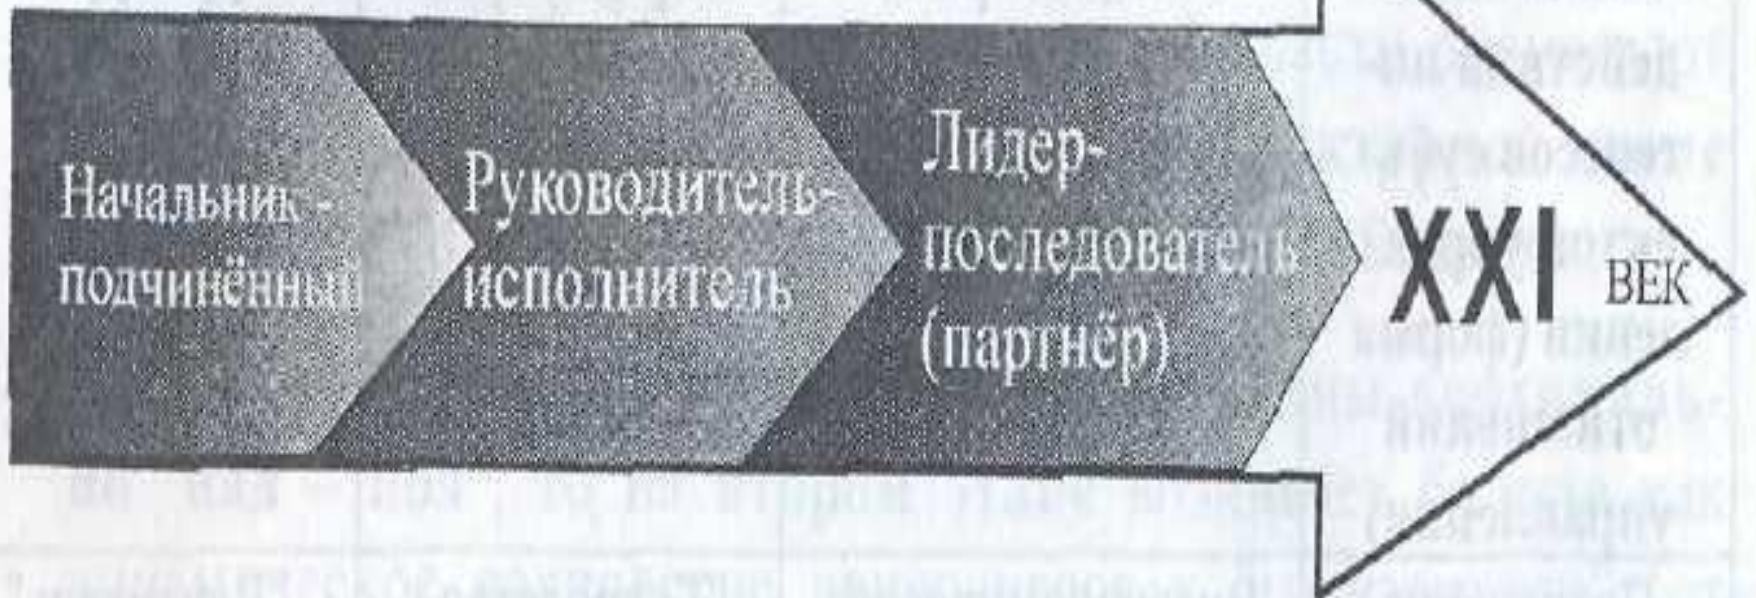 Начальник -
подчинённый
Руководитель-
исполнитель
Лидер-
последователь
(партнёр)
XXI ВЕК